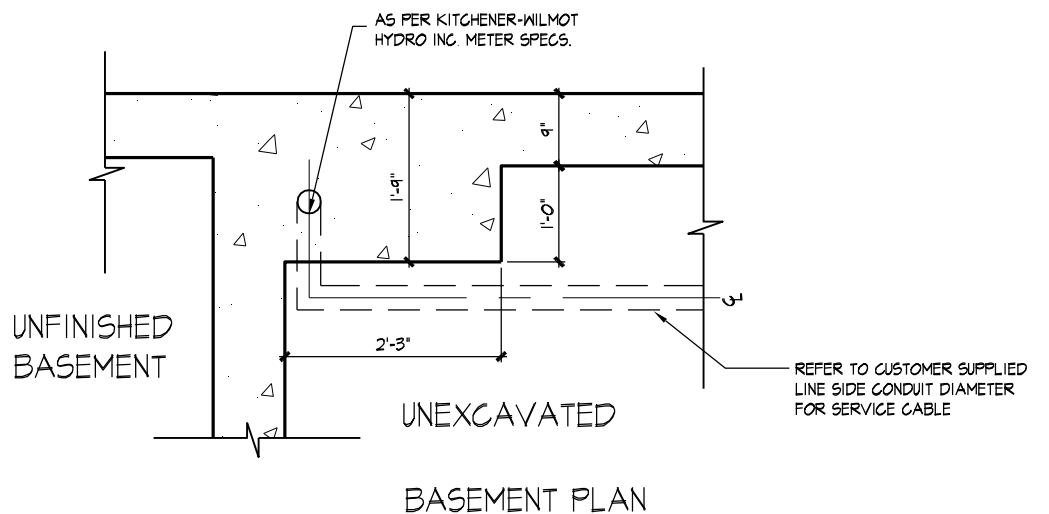 AS PER KITCHENER-WILMOT
HYDRO INC. METER SPECS.
9"
1'-9"
1'-0"
℄
UNFINISHED
BASEMENT
2'-3"
REFER TO CUSTOMER SUPPLIED
LINE SIDE CONDUIT DIAMETER
FOR SERVICE CABLE
UNEXCAVATED
BASEMENT PLAN